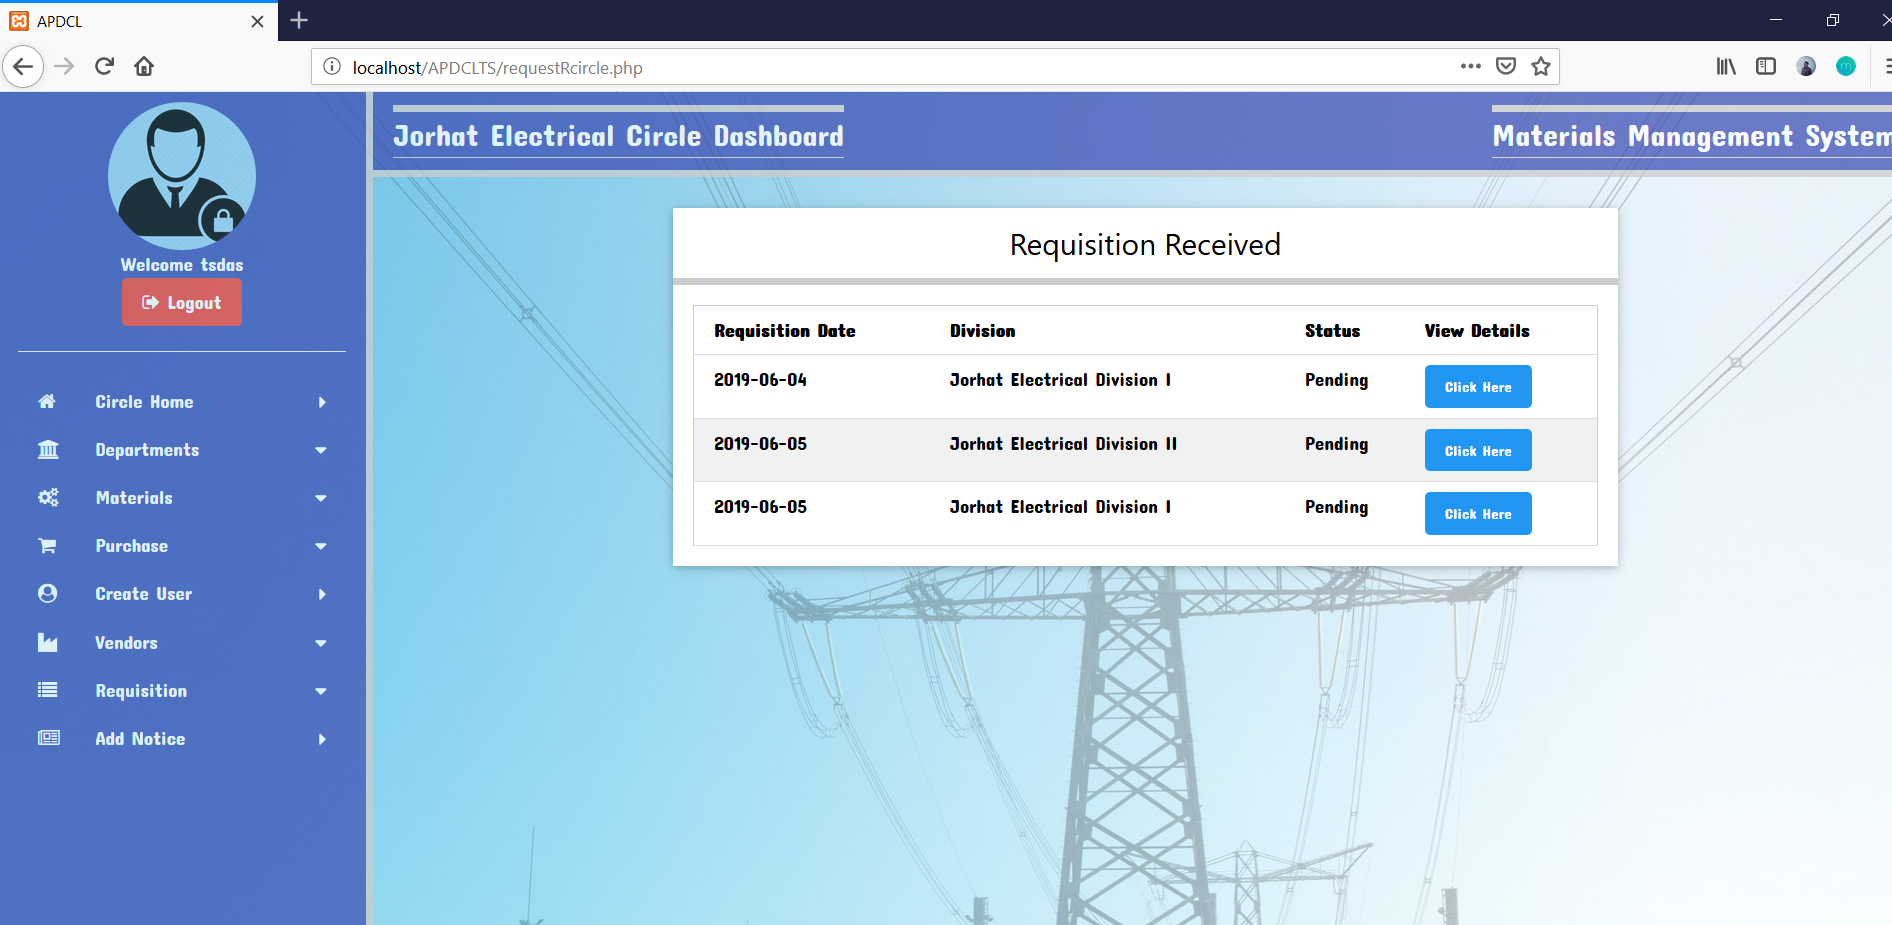 APDCL
localhost/APDCLTS/requestRcircle.php
Jorhat Electrical Circle Dashboard
Materials Management System
Welcome tsdas
Logout
Circle Home
Departments
Materials
Purchase
Create User
Vendors
Requisition
Add Notice
Requisition Received
Requisition Date Division Status View Details
2019-06-04 Jorhat Electrical Division I Pending Click Here
2019-06-05 Jorhat Electrical Division II Pending Click Here
2019-06-05 Jorhat Electrical Division I Pending Click Here